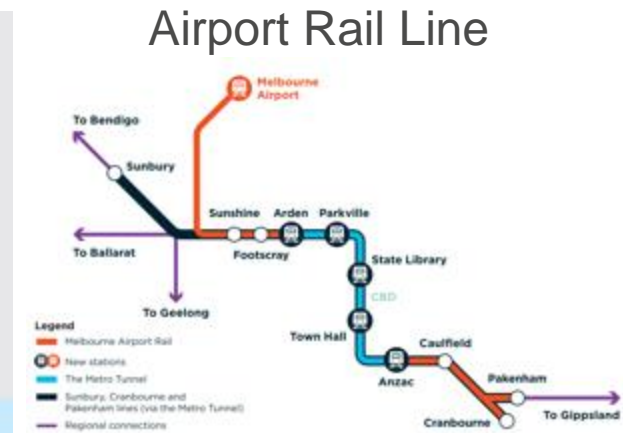 Airport Rail Line
Melbourne
Airport
To Bendigo
Sunbury
Sunshine
Arden
Parkville
To Ballarat
Footscray
State Library
CBD
To Geelong
Town Hall
Caulfield
Anzac
Pakenham
Cranbourne
To Gippsland
Legend
Melbourne Airport Rail
New stations
The Metro Tunnel
Sunbury, Cranbourne and
Pakenham lines (via the Metro Tunnel)
Regional connections